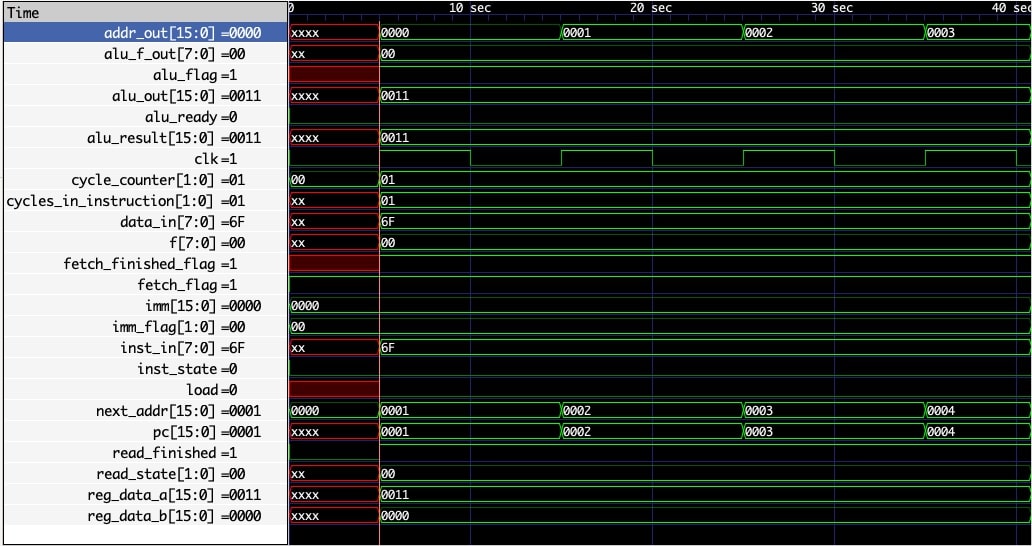 Time
0 10 sec 20 sec 30 sec 40 sec
addr_out[15:0] =0000 xxxx 0000 0001 0002 0003
alu_f_out[7:0] =00 xx 00
alu_flag =1
alu_out[15:0] =0011 xxxx 0011
alu_ready =0
alu_result[15:0] =0011 xxxx 0011
clk =1
cycle_counter[1:0] =01 00 01
cycles_in_instruction[1:0] =01 xx 01
data_in[7:0] =6F xx 6F
f[7:0] =00 xx 00
fetch_finished_flag =1
fetch_flag =1
imm[15:0] =0000 0000
imm_flag[1:0] =00 00
inst_in[7:0] =6F xx 6F
inst_state =0
load =0
next_addr[15:0] =0001 0000 0001 0002 0003 0004
pc[15:0] =0001 xxxx 0001 0002 0003 0004
read_finished =1
read_state[1:0] =00 xx 00
reg_data_a[15:0] =0011 xxxx 0011
reg_data_b[15:0] =0000 xxxx 0000